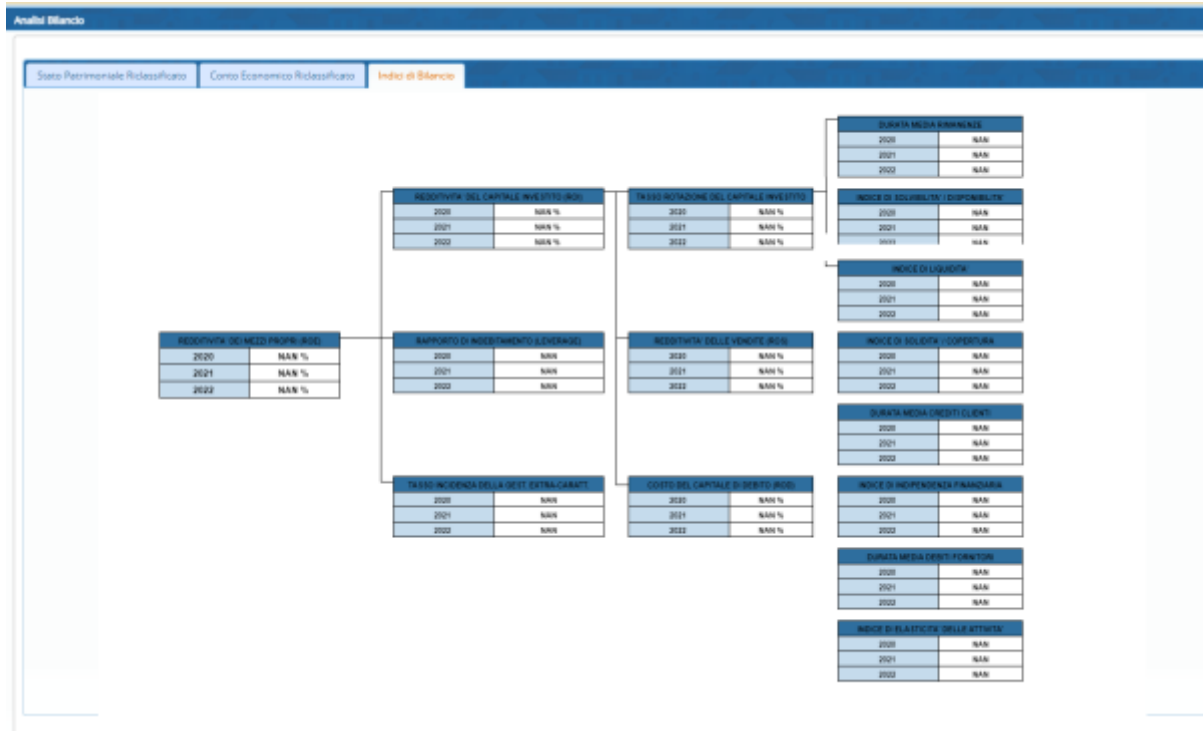 Analisi Bilancio
Stato Patrimoniale Riclassificato
Conto Economico Riclassificato
Indici di Bilancio
REDDITIVITA' DEI MEZZI PROPRI (ROE)
2020 NAN %
2021 NAN %
2022 NAN %
REDDITIVITA' DEL CAPITALE INVESTITO (ROI)
2020 NAN %
2021 NAN %
2022 NAN %
RAPPORTO DI INDEBITAMENTO (LEVERAGE)
2020 NAN
2021 NAN
2022 NAN
TASSO INCIDENZA DELLA GEST. EXTRA-CARATT.
2020 NAN
2021 NAN
2022 NAN
TASSO ROTAZIONE DEL CAPITALE INVESTITO
2020 NAN %
2021 NAN %
2022 NAN %
REDDITIVITA' DELLE VENDITE (ROS)
2020 NAN %
2021 NAN %
2022 NAN %
COSTO DEL CAPITALE DI DEBITO (ROD)
2020 NAN %
2021 NAN %
2022 NAN %
DURATA MEDIA RIMANENZE
2020 NAN
2021 NAN
2022 NAN
INDICE DI SOLVIBILITA' / DISPONIBILITA'
2020 NAN
2021 NAN
2022 NAN
INDICE DI LIQUIDITA'
2020 NAN
2021 NAN
2022 NAN
INDICE DI SOLIDITA' / COPERTURA
2020 NAN
2021 NAN
2022 NAN
DURATA MEDIA CREDITI CLIENTI
2020 NAN
2021 NAN
2022 NAN
INDICE DI INDIPENDENZA FINANZIARIA
2020 NAN
2021 NAN
2022 NAN
DURATA MEDIA DEBITI FORNITORI
2020 NAN
2021 NAN
2022 NAN
INDICE DI ELASTICITA' DELLE ATTIVITA'
2020 NAN
2021 NAN
2022 NAN